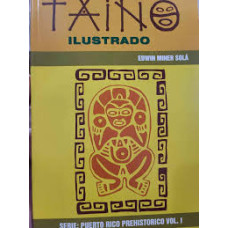 TAINO
ILUSTRADO
EDWIN MINER SOLÁ
SERIE: PUERTO RICO PREHISTORICO VOL. I